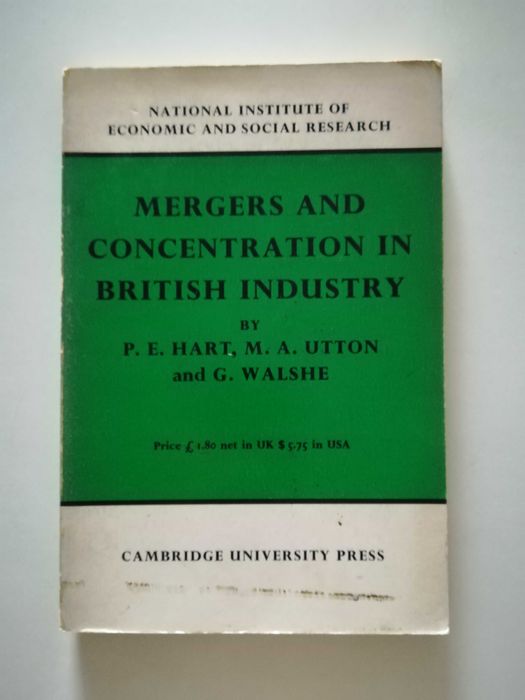 NATIONAL INSTITUTE OF
ECONOMIC AND SOCIAL RESEARCH
MERGERS AND
CONCENTRATION IN
BRITISH INDUSTRY
BY
P. E. HART, M. A. UTTON
and G. WALSHE
Price £1.80 net in UK $5.75 in USA
CAMBRIDGE UNIVERSITY PRESS